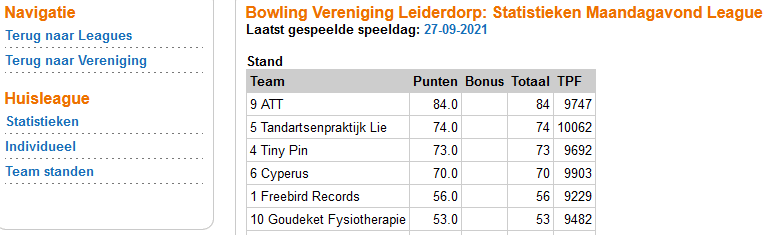 Navigatie
Terug naar Leagues
Terug naar Vereniging
Huisleague
Statistieken
Individueel
Team standen
Bowling Vereniging Leiderdorp: Statistieken Maandagavond League
Laatst gespeelde speeldag: 27-09-2021
Stand
Team Punten Bonus Totaal TPF
9 ATT 84.0 84 9747
5 Tandartsenpraktijk Lie 74.0 74 10062
4 Tiny Pin 73.0 73 9692
6 Cyperus 70.0 70 9903
1 Freebird Records 56.0 56 9229
10 Goudeket Fysiotherapie 53.0 53 9482